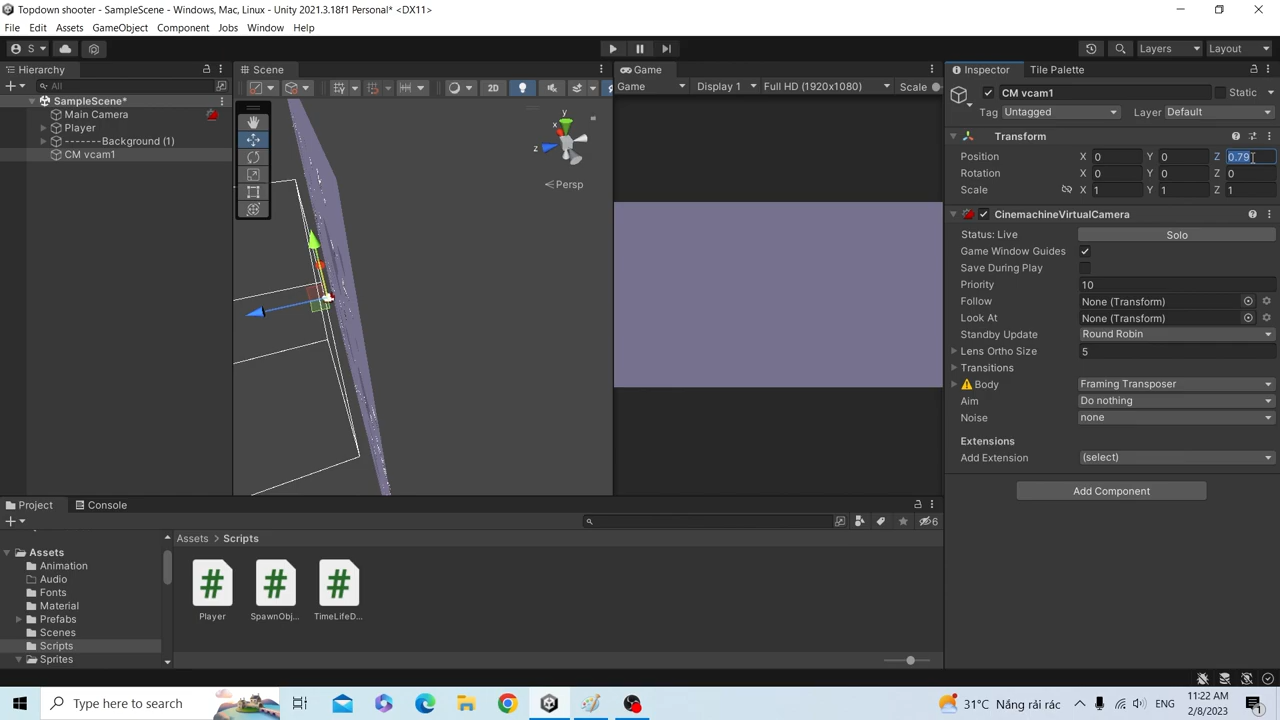 Topdown shooter - SampleScene - Windows, Mac, Linux - Unity 2021.3.18f1 Personal* <DX11>
File Edit Assets GameObject Component Jobs Window Help
S Layers Layout
Hierarchy
All
SampleScene*
Main Camera
Player
-------Background (1)
CM vcam1
Scene
2D
y
x
z
Persp
Game
Game Display 1 Full HD (1920x1080) Scale
Inspector Tile Palette
CM vcam1 Static
Tag Untagged Layer Default
Transform
Position X 0 Y 0 Z 0.79
Rotation X 0 Y 0 Z 0
Scale X 1 Y 1 Z 1
CinemachineVirtualCamera
Status: Live Solo
Game Window Guides
Save During Play
Priority 10
Follow None (Transform)
Look At None (Transform)
Standby Update Round Robin
Lens Ortho Size 5
Transitions
Body Framing Transposer
Aim Do nothing
Noise none
Extensions
Add Extension (select)
Add Component
Project Console
6
Assets
Animation
Audio
Fonts
Material
Prefabs
Scenes
Scripts
Sprites
Assets > Scripts
Player SpawnObj... TimeLifeD...
Type here to search
31°C Nắng rải rác
ENG
11:22 AM
2/8/2023
1